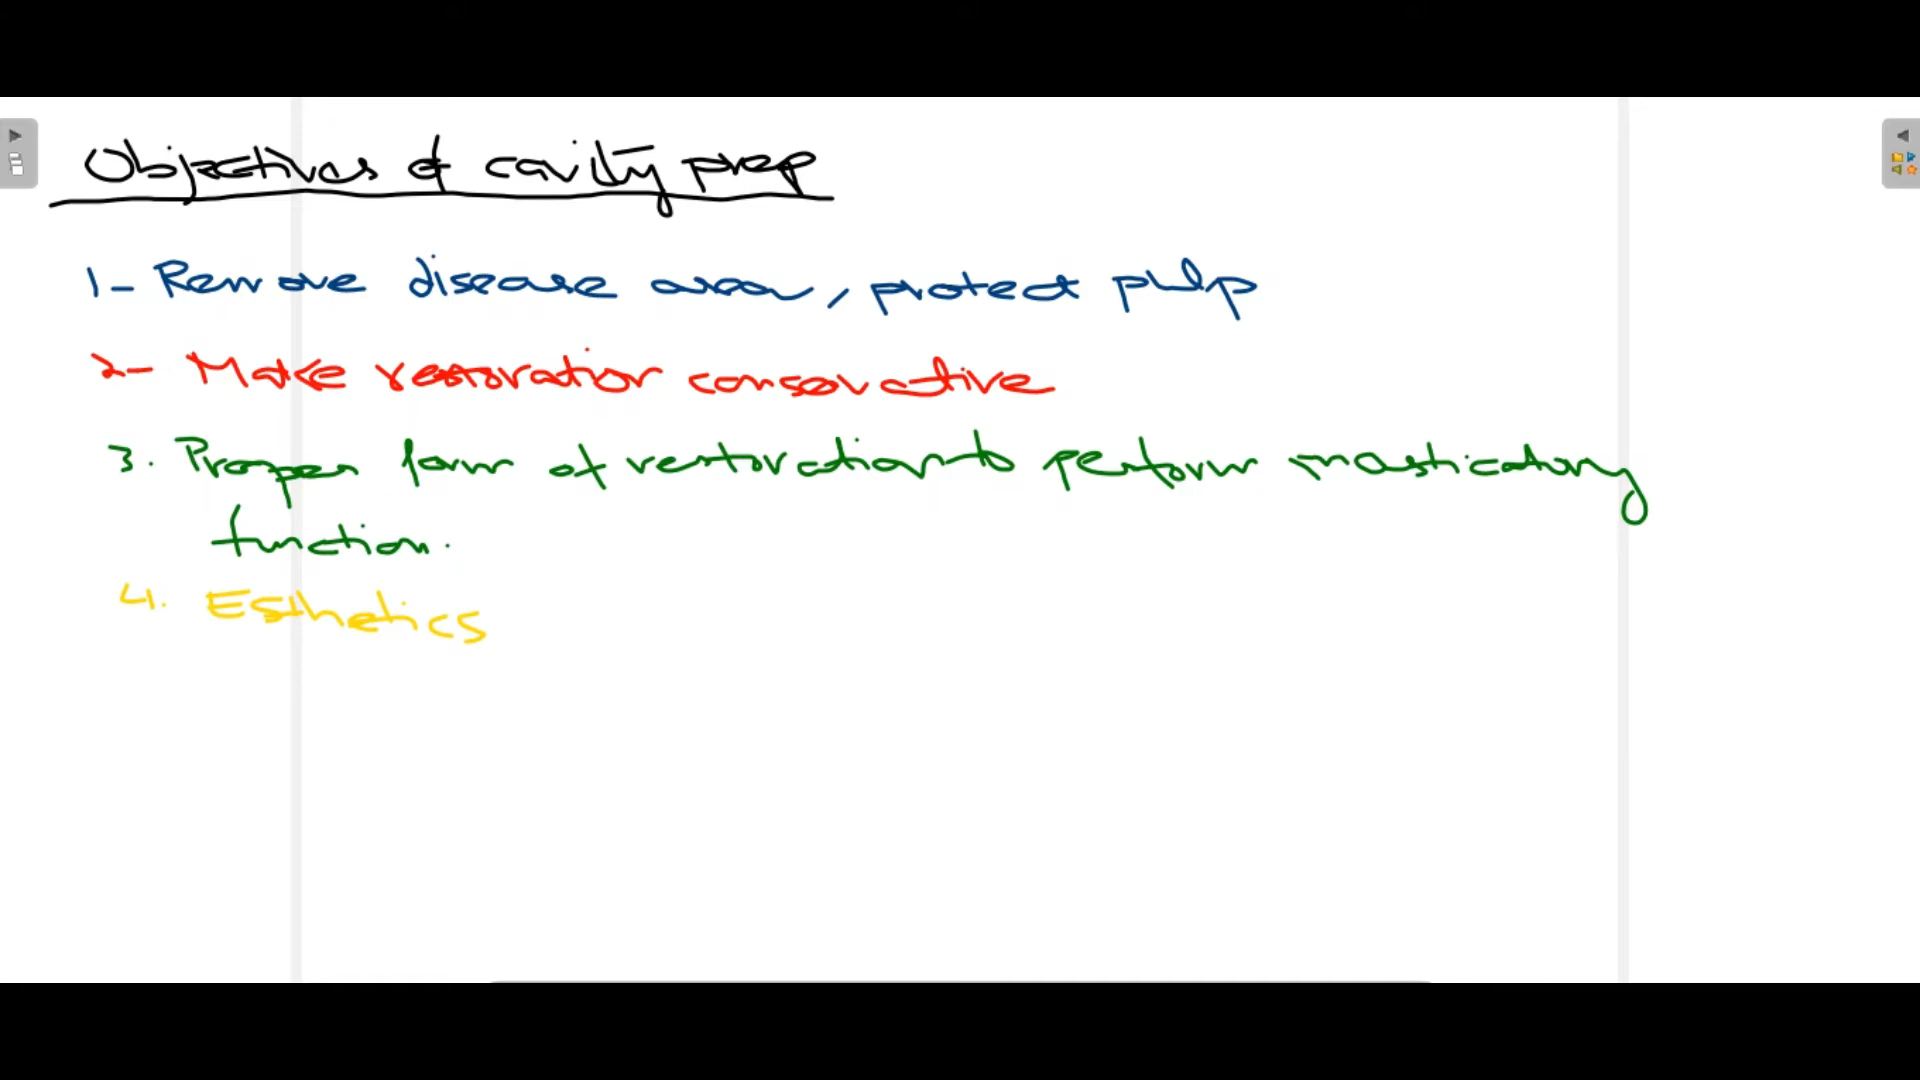 Objectives of cavity prep
1- Remove disease area, protect pulp
2- Make restoration conservative
3. Proper form of restoration to perform masticatory
function.
4. Esthetics